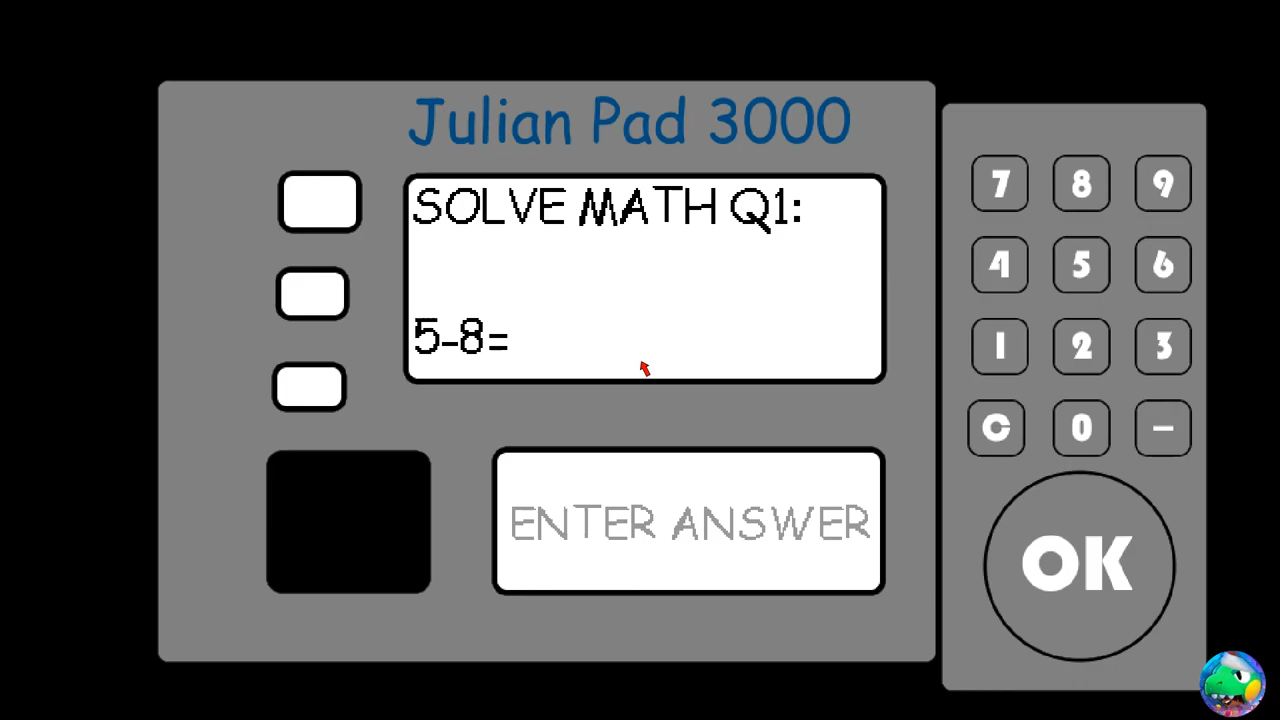 Julian Pad 3000
SOLVE MATH Q1:
5-8=
ENTER ANSWER
7 8 9
4 5 6
1 2 3
C 0 -
OK